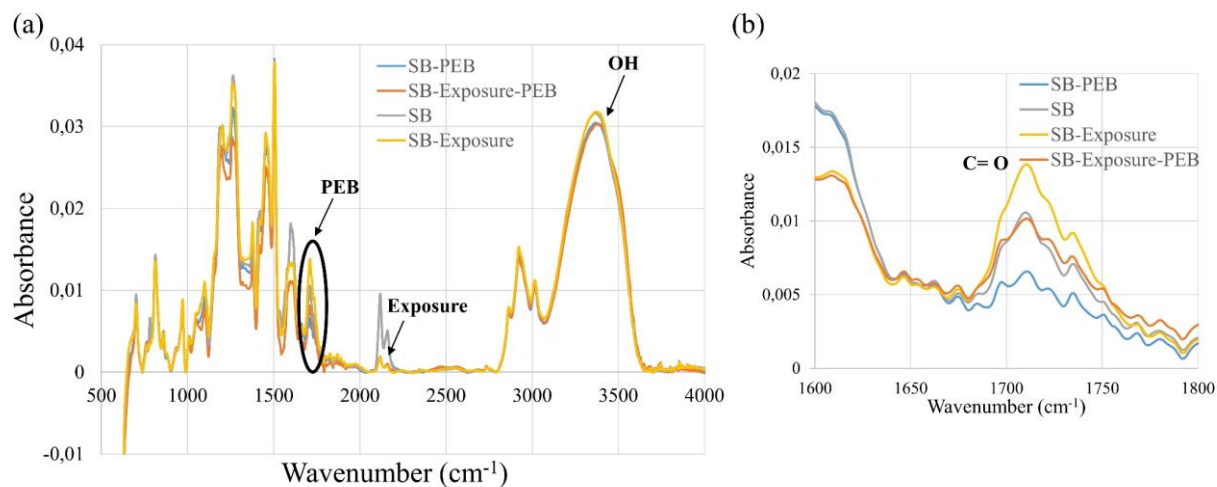 (a)
0,04
0,03
0,02
0,01
0
-0,01
Absorbance
SB-PEB
SB-Exposure-PEB
SB
SB-Exposure
OH
PEB
Exposure
500 1000 1500 2000 2500 3000 3500 4000
Wavenumber (cm⁻¹)
(b)
0,02
0,015
0,01
0,005
0
Absorbance
SB-PEB
SB
SB-Exposure
SB-Exposure-PEB
C= O
1600 1650 1700 1750 1800
Wavenumber (cm⁻¹)